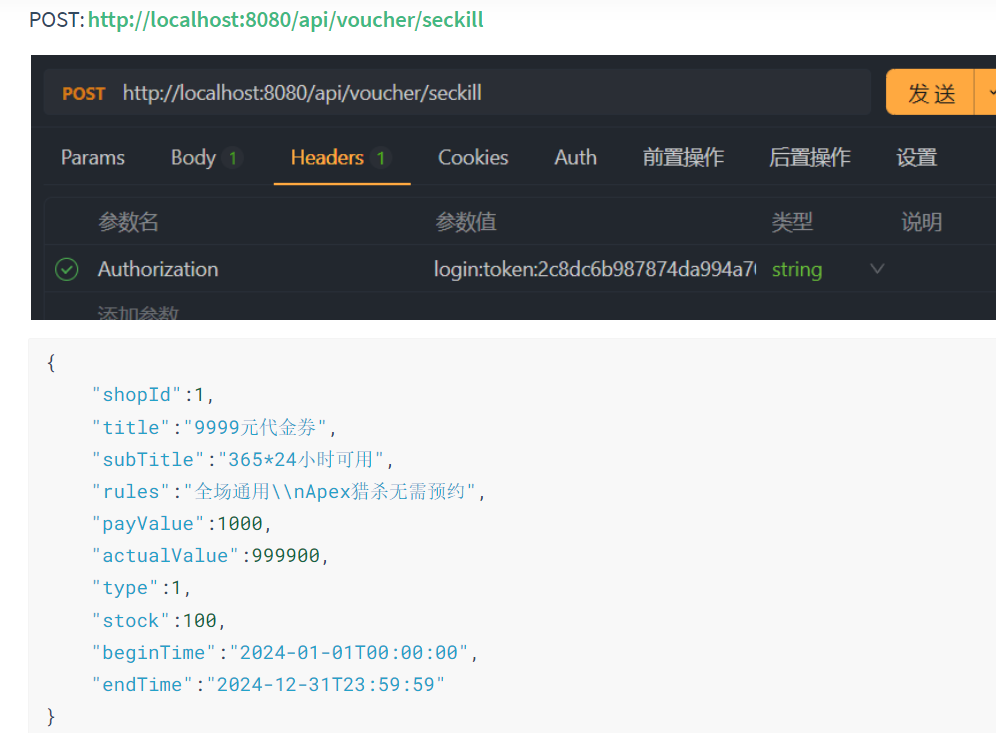 POST:http://localhost:8080/api/voucher/seckill
POST http://localhost:8080/api/voucher/seckill 发送
Params Body 1 Headers 1 Cookies Auth 前置操作 后置操作 设置
参数名 参数值 类型 说明
Authorization login:token:2c8dc6b987874da994a7 string
添加参数
{
"shopId":1,
"title":"9999元代金券",
"subTitle":"365*24小时可用",
"rules":"全场通用\\nApex猎杀无需预约",
"payValue":1000,
"actualValue":999900,
"type":1,
"stock":100,
"beginTime":"2024-01-01T00:00:00",
"endTime":"2024-12-31T23:59:59"
}